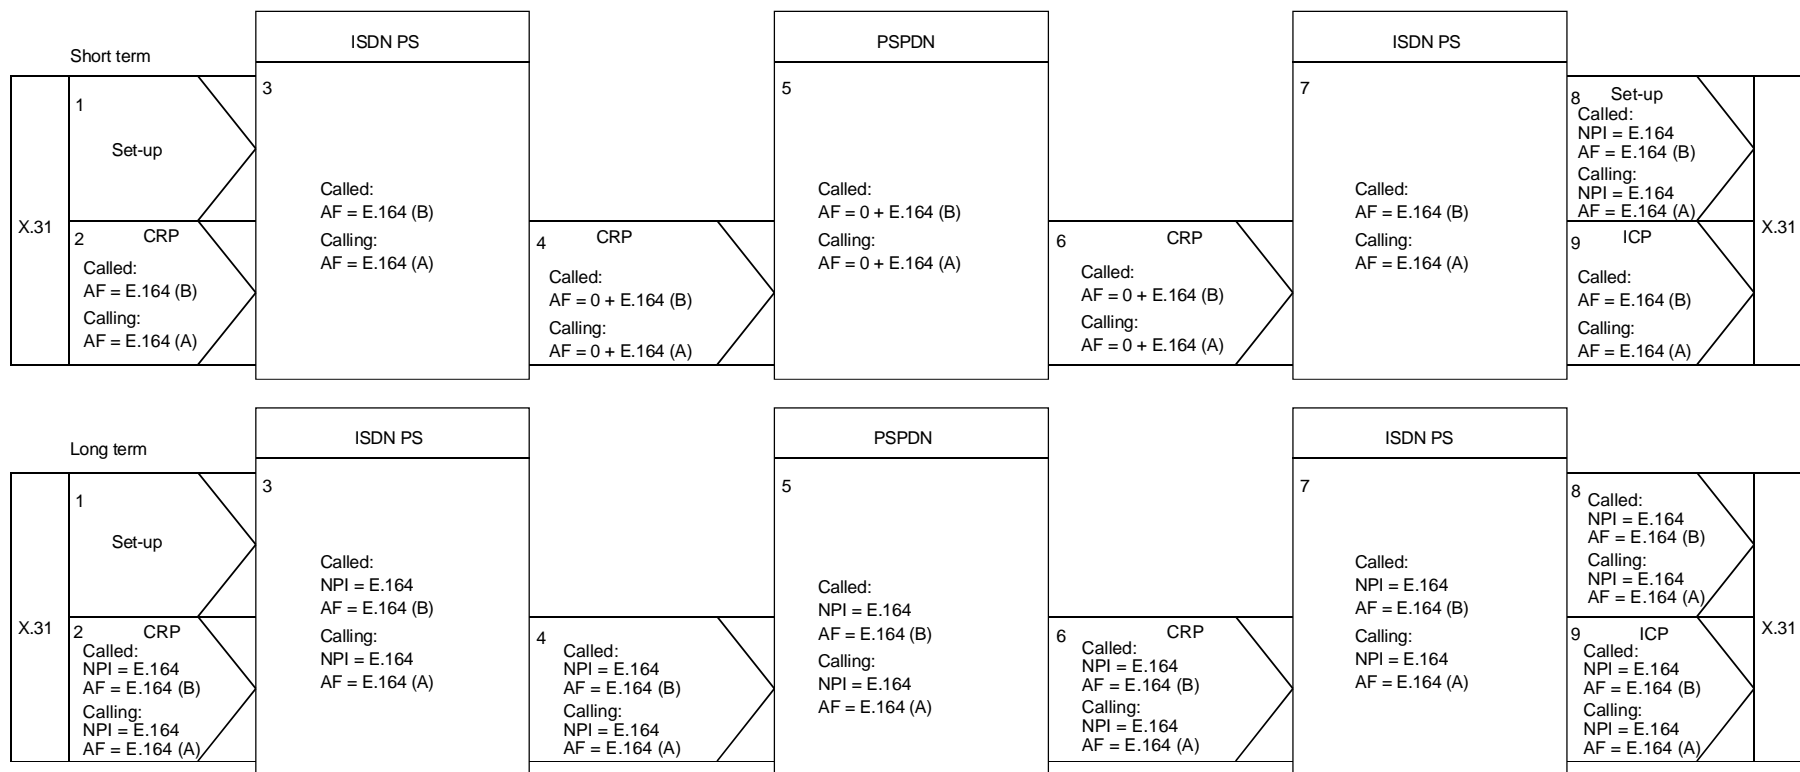 ISDN PS
PSPDN
ISDN PS
Short term
X.31
1
Set-up
2 CRP
Called:
AF = E.164 (B)
Calling:
AF = E.164 (A)
3
Called:
AF = E.164 (B)
Calling:
AF = E.164 (A)
4 CRP
Called:
AF = 0 + E.164 (B)
Calling:
AF = 0 + E.164 (A)
5
Called:
AF = 0 + E.164 (B)
Calling:
AF = 0 + E.164 (A)
6 CRP
Called:
AF = 0 + E.164 (B)
Calling:
AF = 0 + E.164 (A)
7
Called:
AF = E.164 (B)
Calling:
AF = E.164 (A)
8 Set-up
Called:
NPI = E.164
AF = E.164 (B)
Calling:
NPI = E.164
AF = E.164 (A)
9 ICP
Called:
AF = E.164 (B)
Calling:
AF = E.164 (A)
X.31
ISDN PS
PSPDN
ISDN PS
Long term
X.31
1
Set-up
2 CRP
Called:
NPI = E.164
AF = E.164 (B)
Calling:
NPI = E.164
AF = E.164 (A)
3
Called:
NPI = E.164
AF = E.164 (B)
Calling:
NPI = E.164
AF = E.164 (A)
4
Called:
NPI = E.164
AF = E.164 (B)
Calling:
NPI = E.164
AF = E.164 (A)
5
Called:
NPI = E.164
AF = E.164 (B)
Calling:
NPI = E.164
AF = E.164 (A)
6 CRP
Called:
NPI = E.164
AF = E.164 (B)
Calling:
NPI = E.164
AF = E.164 (A)
7
Called:
NPI = E.164
AF = E.164 (B)
Calling:
NPI = E.164
AF = E.164 (A)
8
Called:
NPI = E.164
AF = E.164 (B)
Calling:
NPI = E.164
AF = E.164 (A)
9 ICP
Called:
NPI = E.164
AF = E.164 (B)
Calling:
NPI = E.164
AF = E.164 (A)
X.31